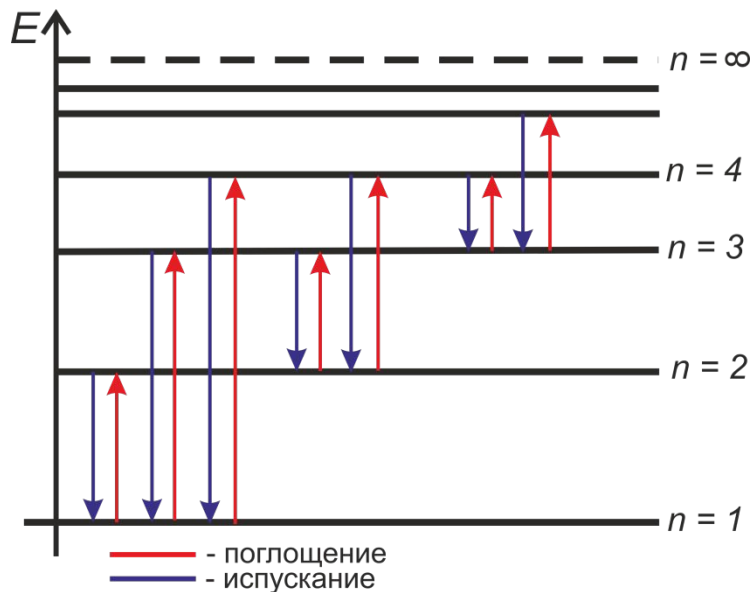 E
n = ∞
n = 4
n = 3
n = 2
n = 1
- поглощение
- испускание